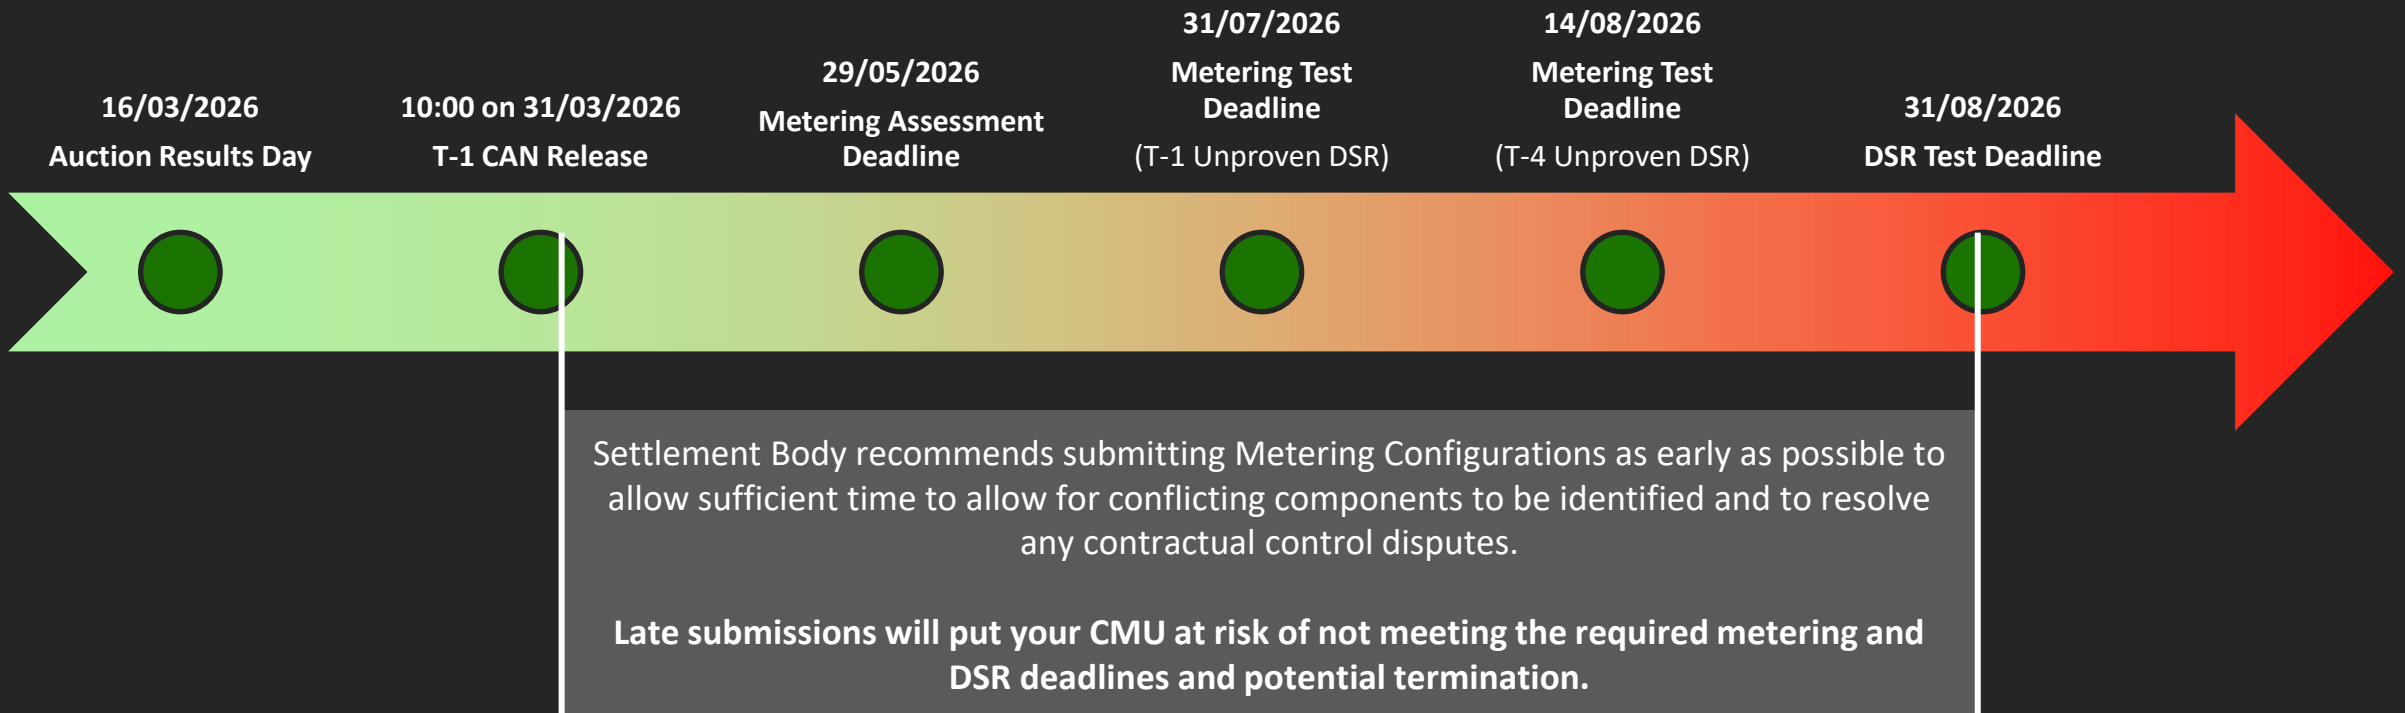 16/03/2026
Auction Results Day
10:00 on 31/03/2026
T-1 CAN Release
29/05/2026
Metering Assessment
Deadline
31/07/2026
Metering Test
Deadline
(T-1 Unproven DSR)
14/08/2026
Metering Test
Deadline
(T-4 Unproven DSR)
31/08/2026
DSR Test Deadline
Settlement Body recommends submitting Metering Configurations as early as possible to
allow sufficient time to allow for conflicting components to be identified and to resolve
any contractual control disputes.
Late submissions will put your CMU at risk of not meeting the required metering and
DSR deadlines and potential termination.